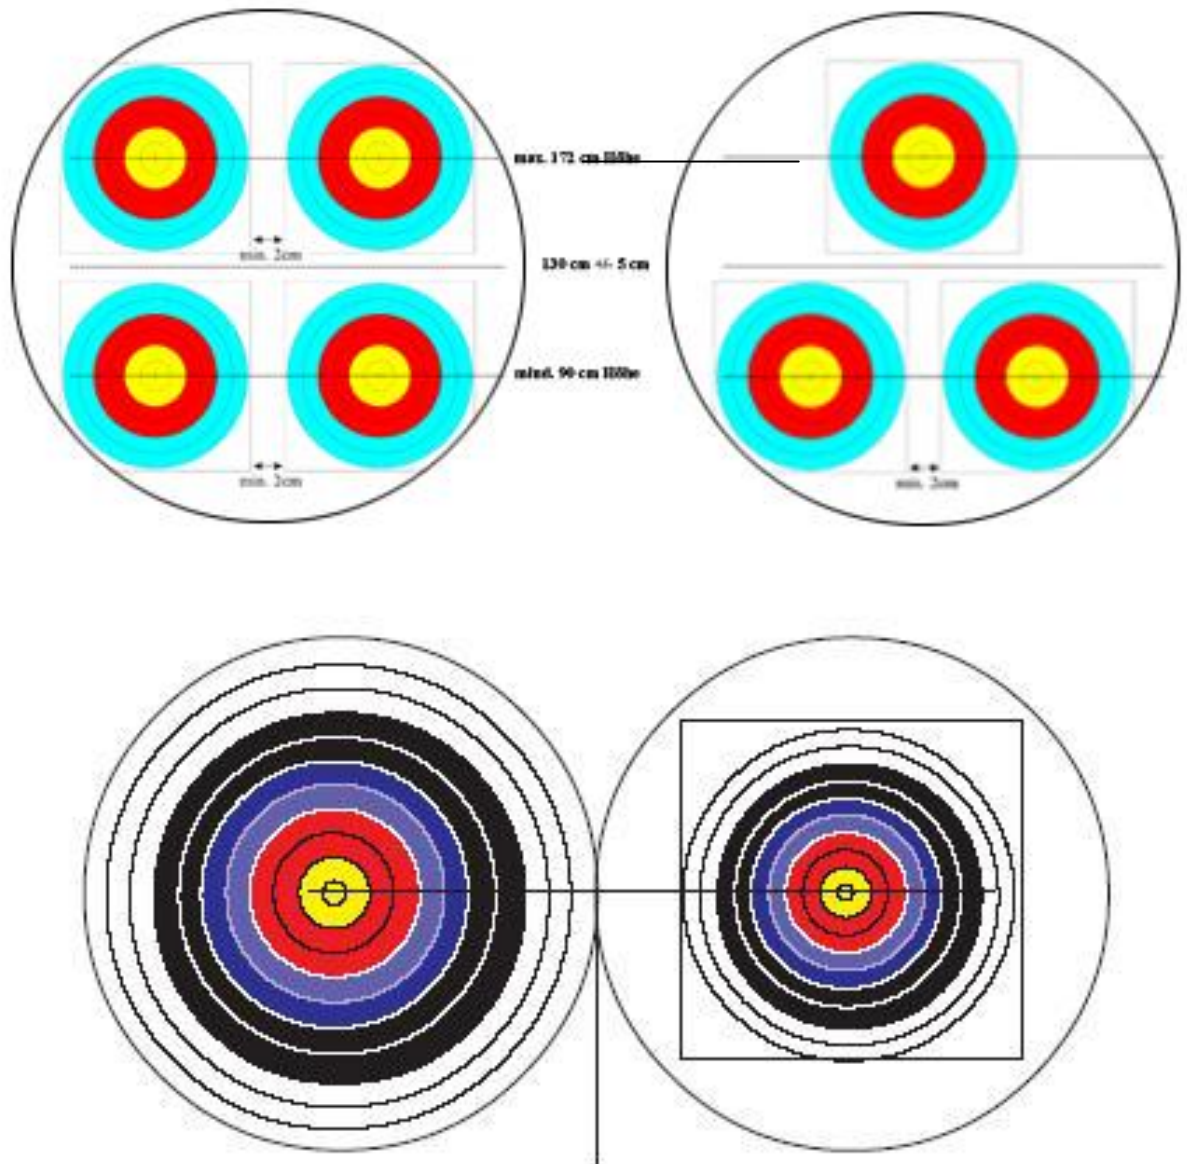 max. 172 cm Höhe
min. 2cm
130 cm +/- 5 cm
mind. 90 cm Höhe
min. 2cm
min. 2cm